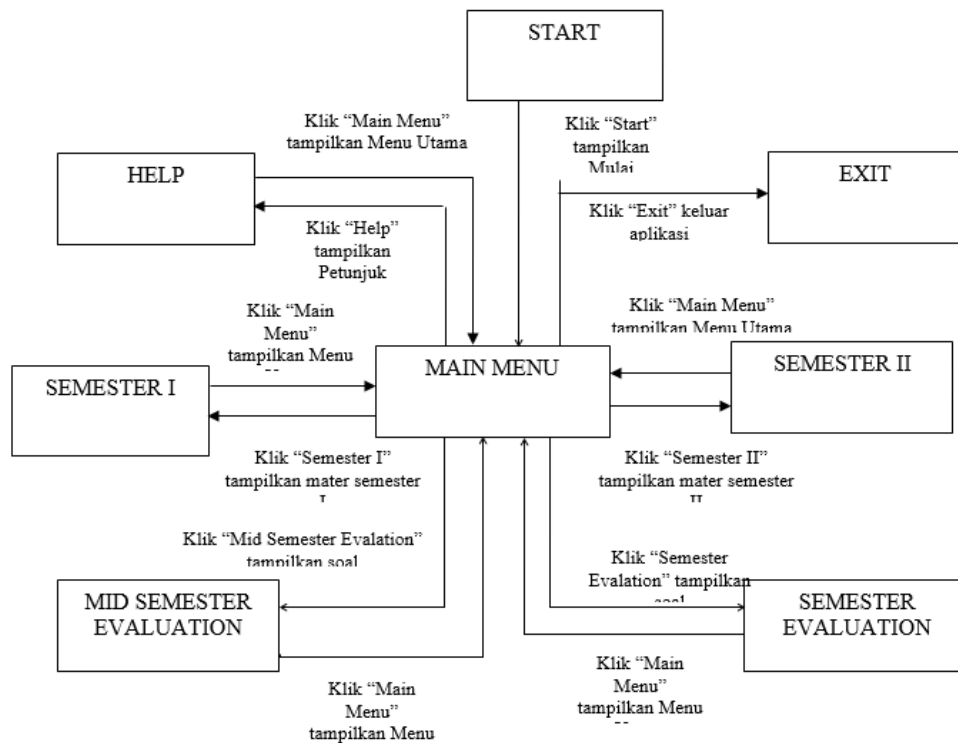 START
Klik “Main Menu”
tampilkan Menu Utama
Klik “Start”
tampilkan
Mulai
HELP
EXIT
Klik “Help”
tampilkan
Petunjuk
Klik “Exit” keluar
aplikasi
Klik “Main
Menu”
tampilkan Menu
Klik “Main Menu”
tampilkan Menu Utama
SEMESTER I
MAIN MENU
SEMESTER II
Klik “Semester I”
tampilkan mater semester
I
Klik “Semester II”
tampilkan mater semester
II
Klik “Mid Semester Evalation”
tampilkan soal
Klik “Semester
Evalation” tampilkan
soal
MID SEMESTER
EVALUATION
SEMESTER
EVALUATION
Klik “Main
Menu”
tampilkan Menu
Klik “Main
Menu”
tampilkan Menu